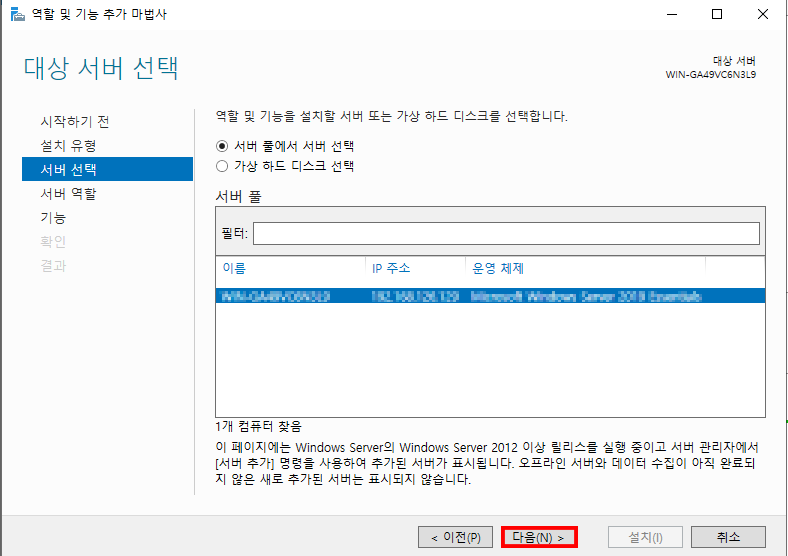 역할 및 기능 추가 마법사
대상 서버 선택
대상 서버
WIN-GA49VC6N3L9
시작하기 전
설치 유형
서버 선택
서버 역할
기능
확인
결과
역할 및 기능을 설치할 서버 또는 가상 하드 디스크를 선택합니다.
서버 풀에서 서버 선택
가상 하드 디스크 선택
서버 풀
필터:
이름 IP 주소 운영 체제
WIN-GA49VC6N3L9 Microsoft Windows Server 2019 Essentials
1개 컴퓨터 찾음
이 페이지에는 Windows Server의 Windows Server 2012 이상 릴리스를 실행 중이고 서버 관리자에서
[서버 추가] 명령을 사용하여 추가된 서버가 표시됩니다. 오프라인 서버와 데이터 수집이 아직 완료되
지 않은 새로 추가된 서버는 표시되지 않습니다.
< 이전(P) 다음(N) > 설치(I) 취소